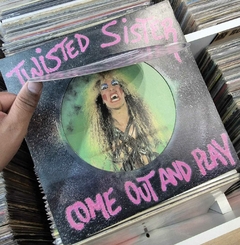 TWISTED SISTER
COME OUT AND PLAY